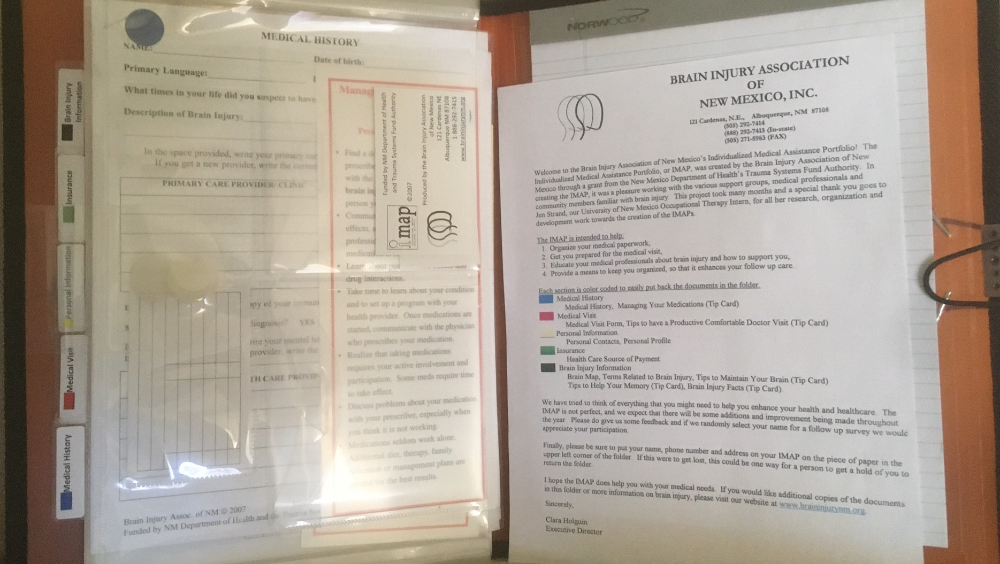 Brain Injury
Information
Insurance
Personal Information
Medical Visit
Medical History
MEDICAL HISTORY
NAME:
Date of birth:
Primary Language:
What times in your life did you suspect to have
Description of Brain Injury:
In the space provided, write your primary
If you get a new provider, write the current
PRIMARY CARE PROVIDER/ CLINIC
of your immun
diagnosis? YES
your mental he
provider, write the
TH CARE PROVID
Brain Injury Assoc. of NM © 2007
Funded by NM Department of Health and the Trauma Sys
Manag
Pres
• Find a
prescribe
with the
brain in
person
• Commu
effects,
professi
medicati
• Learn about pos
drug interactions.
• Take time to learn about your condition
and to set up a program with your
health provider. Once medications are
started, communicate with the physician
who prescribes your medication.
• Realize that taking medications
requires your active involvement and
participation. Some meds require time
to take effect.
• Discuss problems about your medication
with your prescriber, especially when
you think it is not working.
• Medications seldom work alone.
Additional diet, therapy, family
or management plans are
for the best results.
Funded by NM Department of Health
and Trauma Systems Fund Authority
imap ©2007
Produced by the Brain Injury Association
of New Mexico
121 Cardenas NE
Albuquerque NM 87108
1-888-292-7415
www.braininjurynm.org
NORWOOD
BRAIN INJURY ASSOCIATION
OF
NEW MEXICO, INC.
121 Cardenas, N.E., Albuquerque, NM 87108
(505) 292-7414
(888) 292-7415 (In-state)
(505) 271-8983 (FAX)
Welcome to the Brain Injury Association of New Mexico's Individualized Medical Assistance Portfolio! The
Individualized Medical Assistance Portfolio, or IMAP, was created by the Brain Injury Association of New
Mexico through a grant from the New Mexico Department of Health's Trauma Systems Fund Authority. In
creating the IMAP, it was a pleasure working with the various support groups, medical professionals and
community members familiar with brain injury. This project took many months and a special thank you goes to
Jen Strand, our University of New Mexico Occupational Therapy Intern, for all her research, organization and
development work towards the creation of the IMAPs.
The IMAP is intended to help:
1. Organize your medical paperwork,
2. Get you prepared for the medical visit,
3. Educate your medical professionals about brain injury and how to support you,
4. Provide a means to keep you organized, so that it enhances your follow up care.
Each section is color coded to easily put back the documents in the folder.
Medical History
Medical History, Managing Your Medications (Tip Card)
Medical Visit
Medical Visit Form, Tips to have a Productive Comfortable Doctor Visit (Tip Card)
Personal Information
Personal Contacts, Personal Profile
Insurance
Health Care Source of Payment
Brain Injury Information
Brain Map, Terms Related to Brain Injury, Tips to Maintain Your Brain (Tip Card)
Tips to Help Your Memory (Tip Card), Brain Injury Facts (Tip Card).
We have tried to think of everything that you might need to help you enhance your health and healthcare. The
IMAP is not perfect, and we expect that there will be some additions and improvement being made throughout
the year. Please do give us some feedback and if we randomly select your name for a follow up survey we would
appreciate your participation.
Finally, please be sure to put your name, phone number and address on your IMAP on the piece of paper in the
upper left corner of the folder. If this were to get lost, this could be one way for a person to get a hold of you to
return the folder.
I hope the IMAP does help you with your medical needs. If you would like additional copies of the documents
in this folder or more information on brain injury, please visit our website at www.braininjurynm.org.
Sincerely,
Clara Holguin
Executive Director